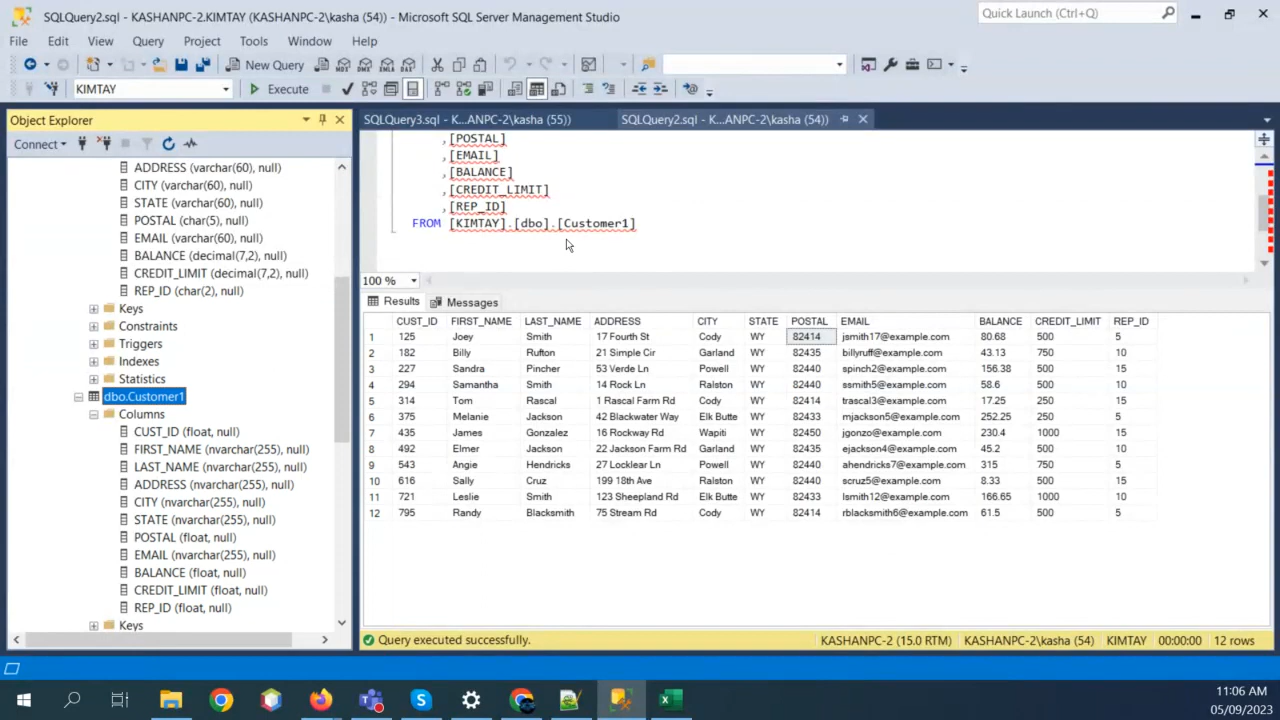 SQLQuery2.sql - KASHANPC-2.KIMTAY (KASHANPC-2\kasha (54)) - Microsoft SQL Server Management Studio
Quick Launch (Ctrl+Q)
File Edit View Query Project Tools Window Help
New Query
KIMTAY Execute
Object Explorer
SQLQuery3.sql - K...ANPC-2\kasha (55))
SQLQuery2.sql - K...ANPC-2\kasha (54))
Connect
ADDRESS (varchar(60), null)
CITY (varchar(60), null)
STATE (varchar(60), null)
POSTAL (char(5), null)
EMAIL (varchar(60), null)
BALANCE (decimal(7,2), null)
CREDIT_LIMIT (decimal(7,2), null)
REP_ID (char(2), null)
Keys
Constraints
Triggers
Indexes
Statistics
dbo.Customer1
Columns
CUST_ID (float, null)
FIRST_NAME (nvarchar(255), null)
LAST_NAME (nvarchar(255), null)
ADDRESS (nvarchar(255), null)
CITY (nvarchar(255), null)
STATE (nvarchar(255), null)
POSTAL (float, null)
EMAIL (nvarchar(255), null)
BALANCE (float, null)
CREDIT_LIMIT (float, null)
REP_ID (float, null)
Keys
,[POSTAL]
,[EMAIL]
,[BALANCE]
,[CREDIT_LIMIT]
,[REP_ID]
FROM [KIMTAY].[dbo].[Customer1]
100 %
Results Messages
CUST_ID FIRST_NAME LAST_NAME ADDRESS CITY STATE POSTAL EMAIL BALANCE CREDIT_LIMIT REP_ID
1 125 Joey Smith 17 Fourth St Cody WY 82414 jsmith17@example.com 80.68 500 5
2 182 Billy Rufton 21 Simple Cir Garland WY 82435 billyruff@example.com 43.13 750 10
3 227 Sandra Pincher 53 Verde Ln Powell WY 82440 spinch2@example.com 156.38 500 15
4 294 Samantha Smith 14 Rock Ln Ralston WY 82440 ssmith5@example.com 58.6 500 10
5 314 Tom Rascal 1 Rascal Farm Rd Cody WY 82414 trascal3@example.com 17.25 250 15
6 375 Melanie Jackson 42 Blackwater Way Elk Butte WY 82433 mjackson5@example.com 252.25 250 5
7 435 James Gonzalez 16 Rockway Rd Wapiti WY 82450 jgonzo@example.com 230.4 1000 15
8 492 Elmer Jackson 22 Jackson Farm Rd Garland WY 82435 ejackson4@example.com 45.2 500 10
9 543 Angie Hendricks 27 Locklear Ln Powell WY 82440 ahendricks7@example.com 315 750 5
10 616 Sally Cruz 199 18th Ave Ralston WY 82440 scruz5@example.com 8.33 500 15
11 721 Leslie Smith 123 Sheepland Rd Elk Butte WY 82433 lsmith12@example.com 166.65 1000 10
12 795 Randy Blacksmith 75 Stream Rd Cody WY 82414 rblacksmith6@example.com 61.5 500 5
Query executed successfully. KASHANPC-2 (15.0 RTM) KASHANPC-2\kasha (54) KIMTAY 00:00:00 12 rows
11:06 AM
05/09/2023